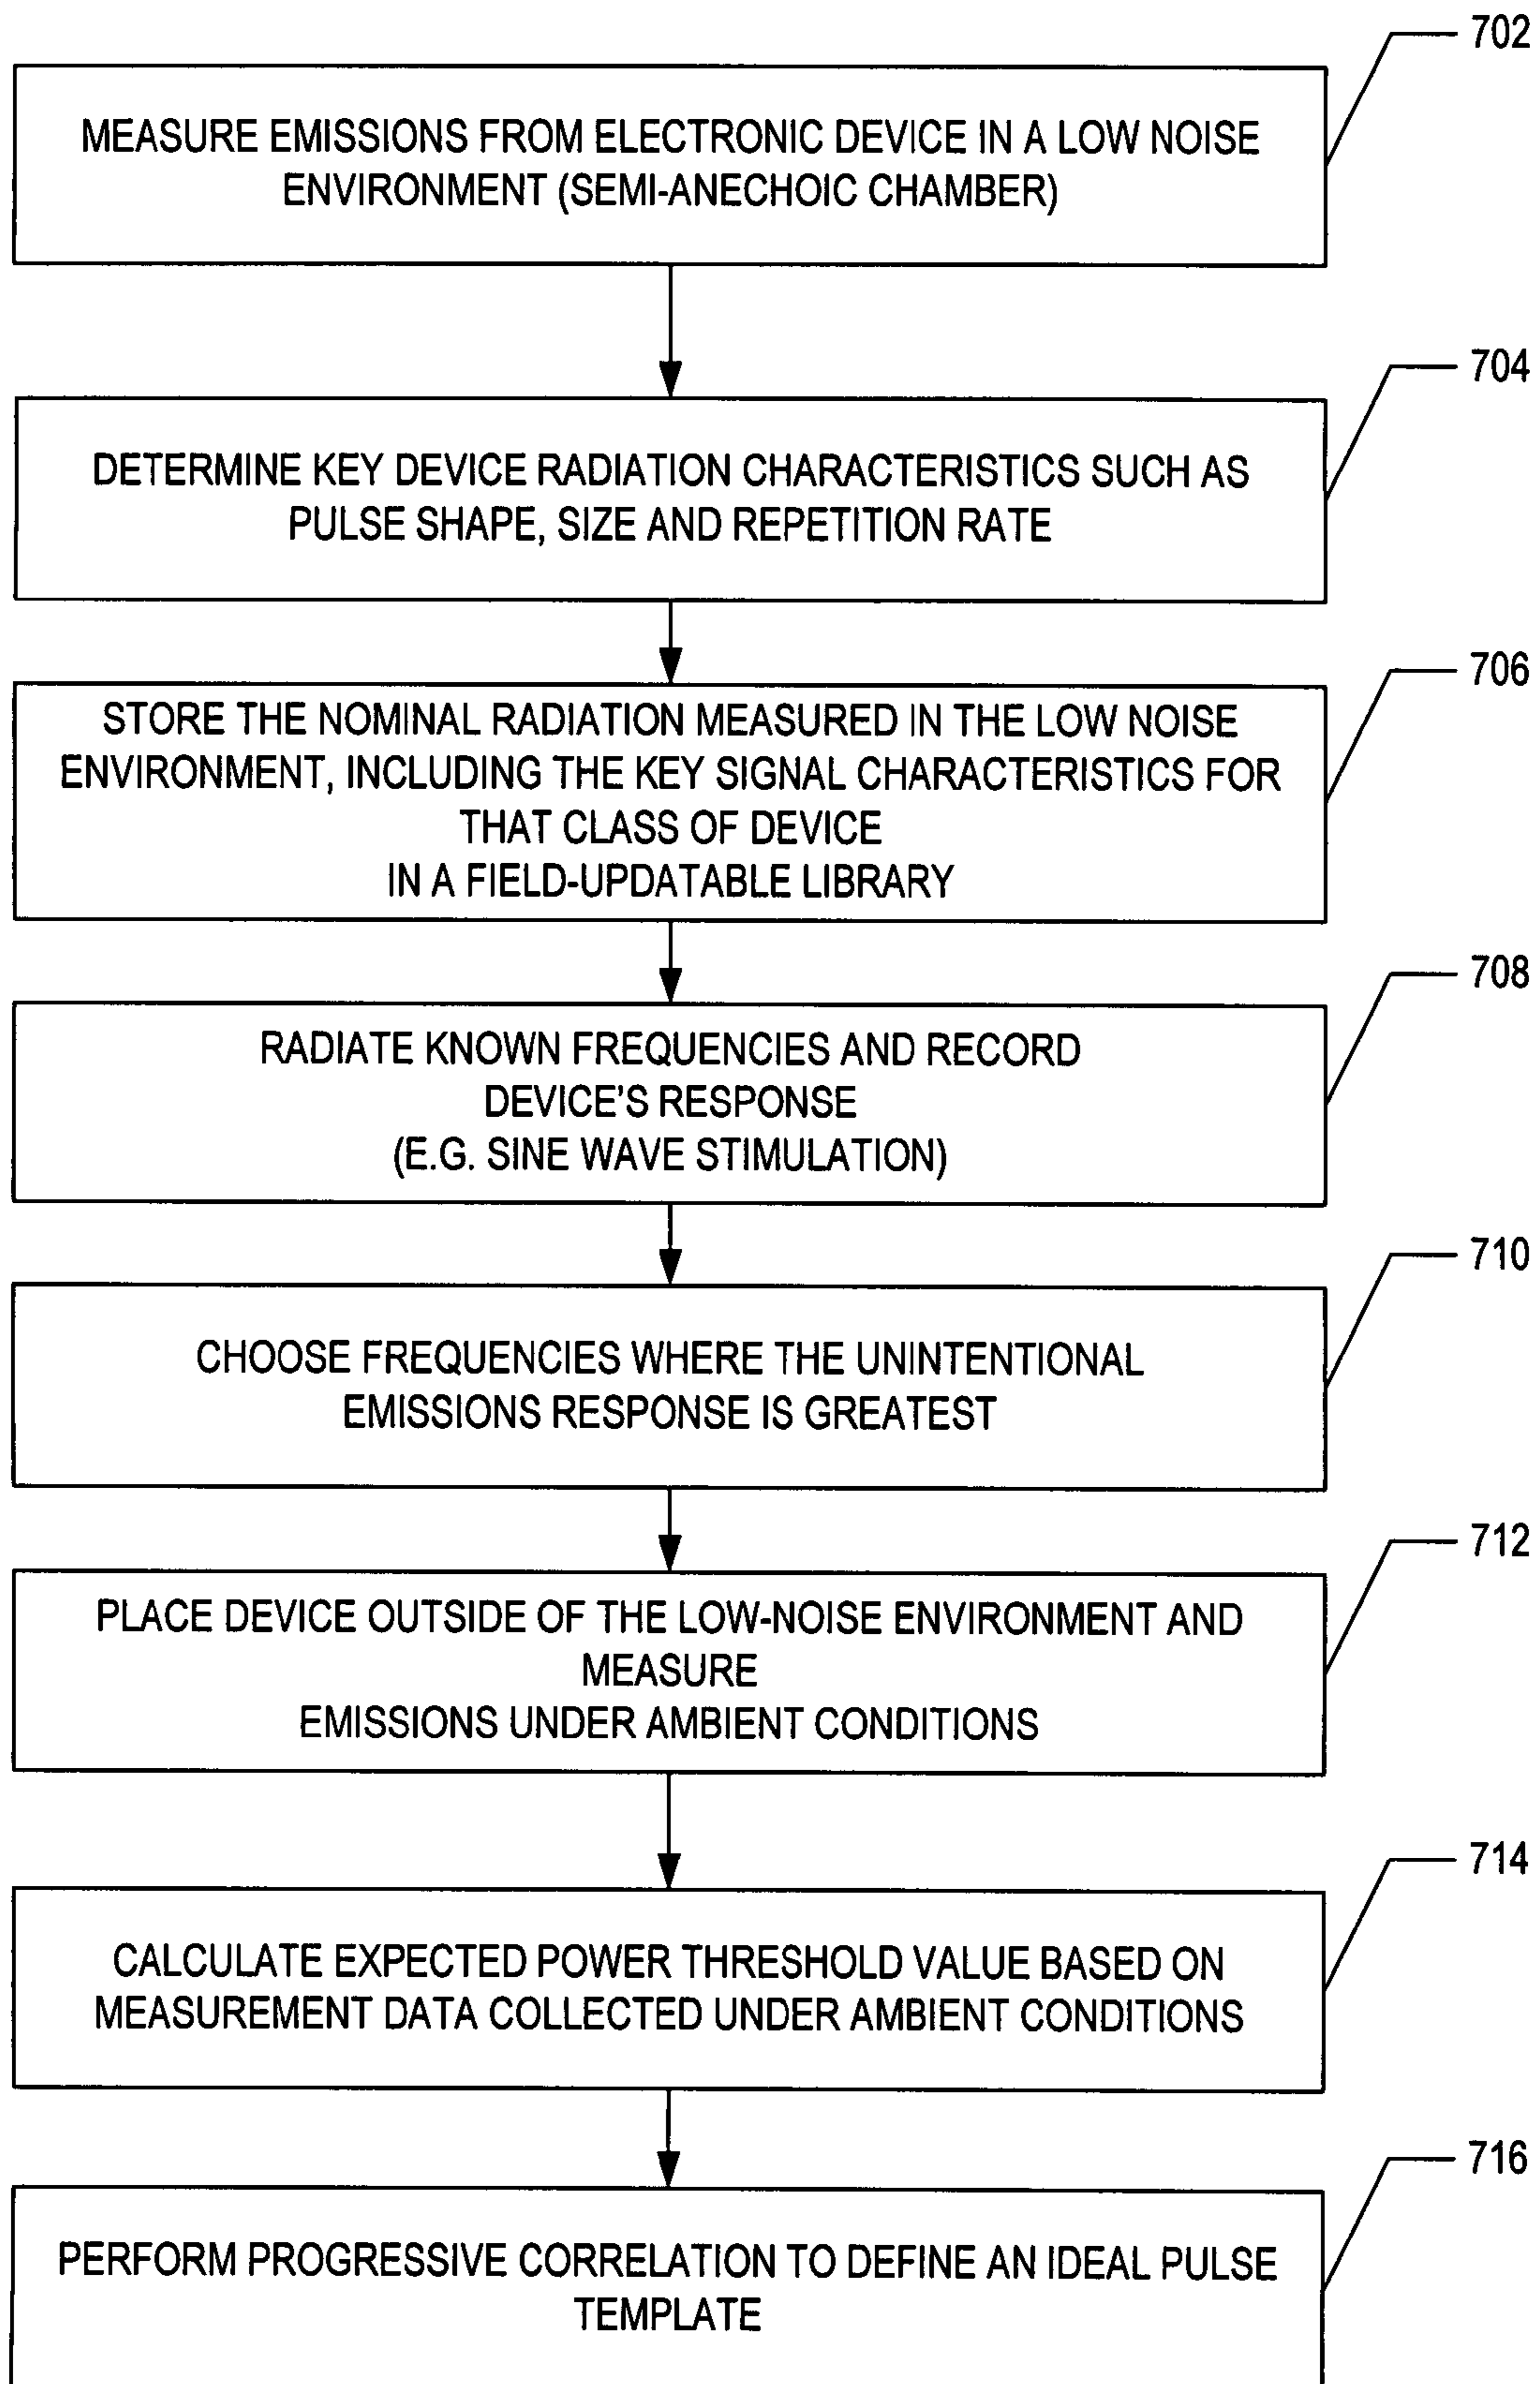 702
MEASURE EMISSIONS FROM ELECTRONIC DEVICE IN A LOW NOISE
ENVIRONMENT (SEMI-ANECHOIC CHAMBER)
704
DETERMINE KEY DEVICE RADIATION CHARACTERISTICS SUCH AS
PULSE SHAPE, SIZE AND REPETITION RATE
706
STORE THE NOMINAL RADIATION MEASURED IN THE LOW NOISE
ENVIRONMENT, INCLUDING THE KEY SIGNAL CHARACTERISTICS FOR
THAT CLASS OF DEVICE
IN A FIELD-UPDATABLE LIBRARY
708
RADIATE KNOWN FREQUENCIES AND RECORD
DEVICE'S RESPONSE
(E.G. SINE WAVE STIMULATION)
710
CHOOSE FREQUENCIES WHERE THE UNINTENTIONAL
EMISSIONS RESPONSE IS GREATEST
712
PLACE DEVICE OUTSIDE OF THE LOW-NOISE ENVIRONMENT AND
MEASURE
EMISSIONS UNDER AMBIENT CONDITIONS
714
CALCULATE EXPECTED POWER THRESHOLD VALUE BASED ON
MEASUREMENT DATA COLLECTED UNDER AMBIENT CONDITIONS
716
PERFORM PROGRESSIVE CORRELATION TO DEFINE AN IDEAL PULSE
TEMPLATE